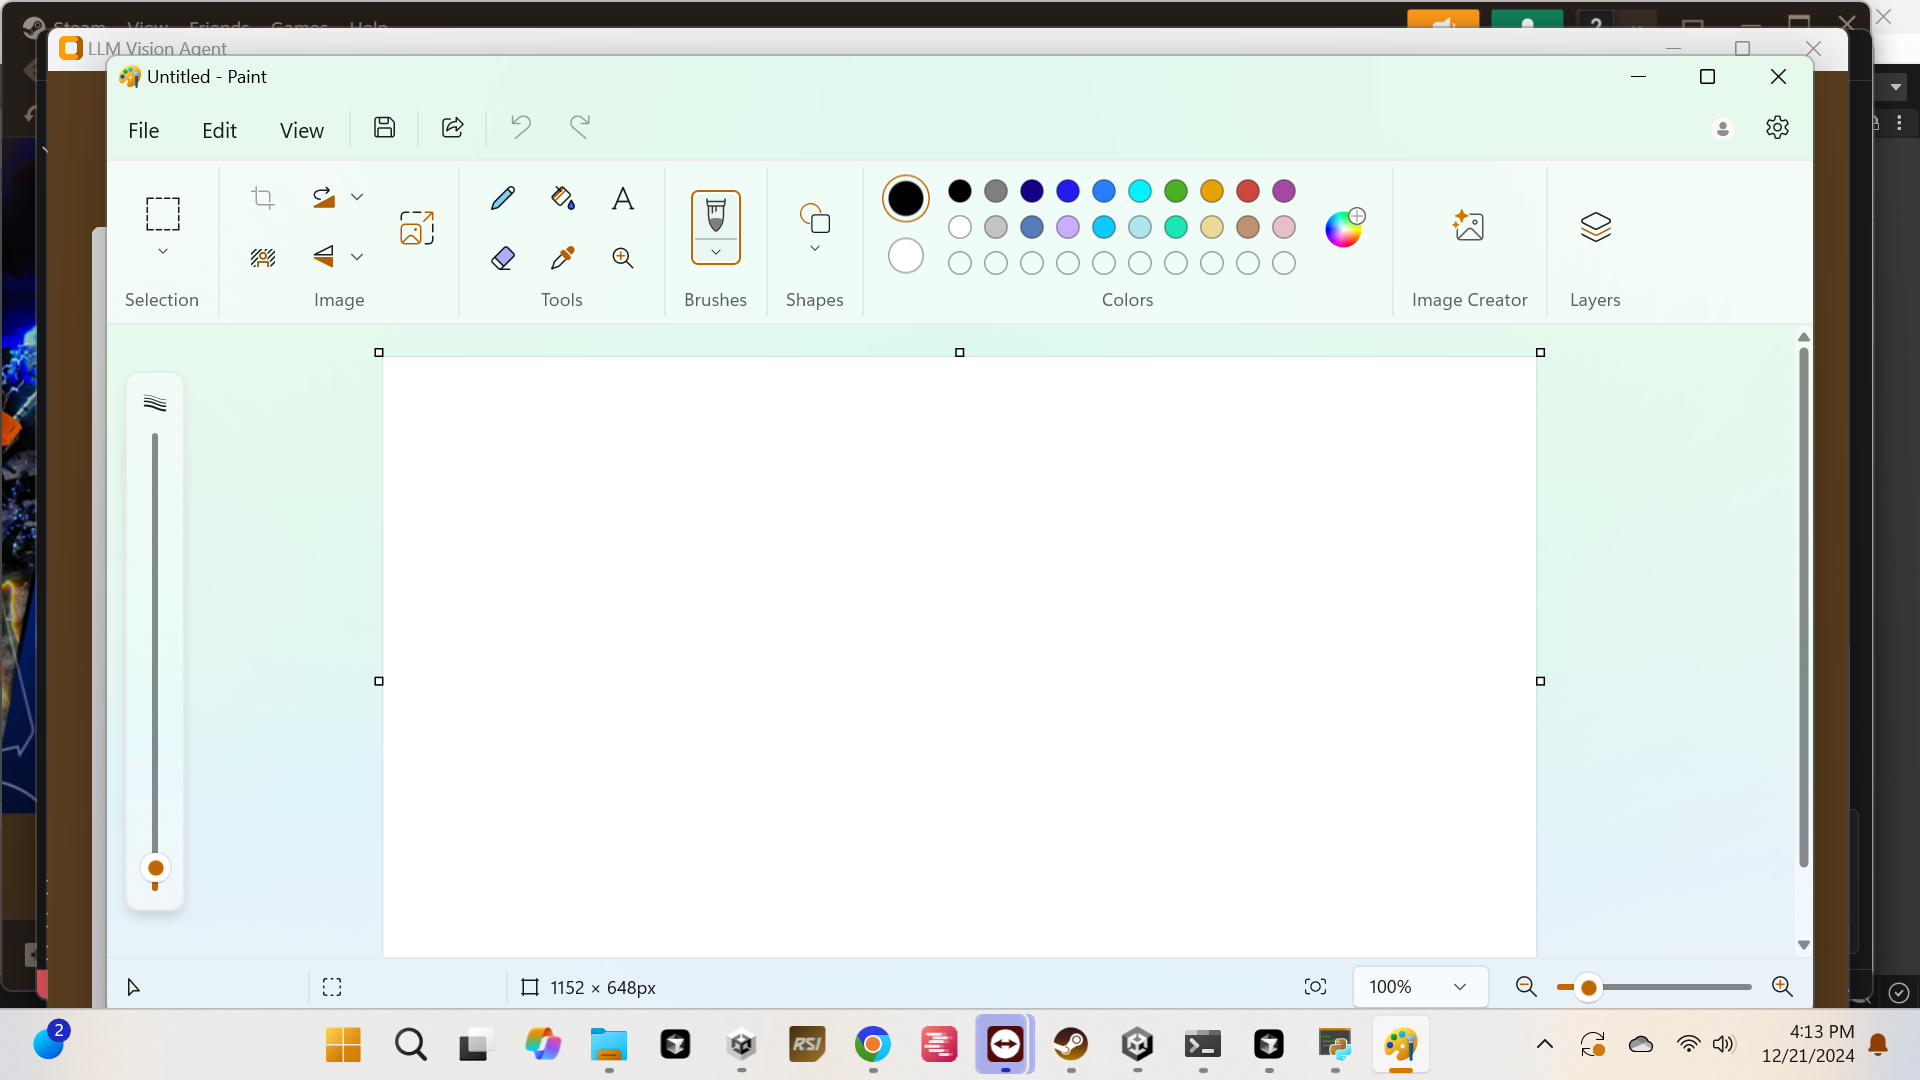 Steam View Friends Games Help
LLM Vision Agent
Untitled - Paint
File Edit View
Selection
Image
Tools
Brushes
Shapes
Colors
Image Creator
Layers
1152 × 648px
100%
2
RSI
4:13 PM
12/21/2024